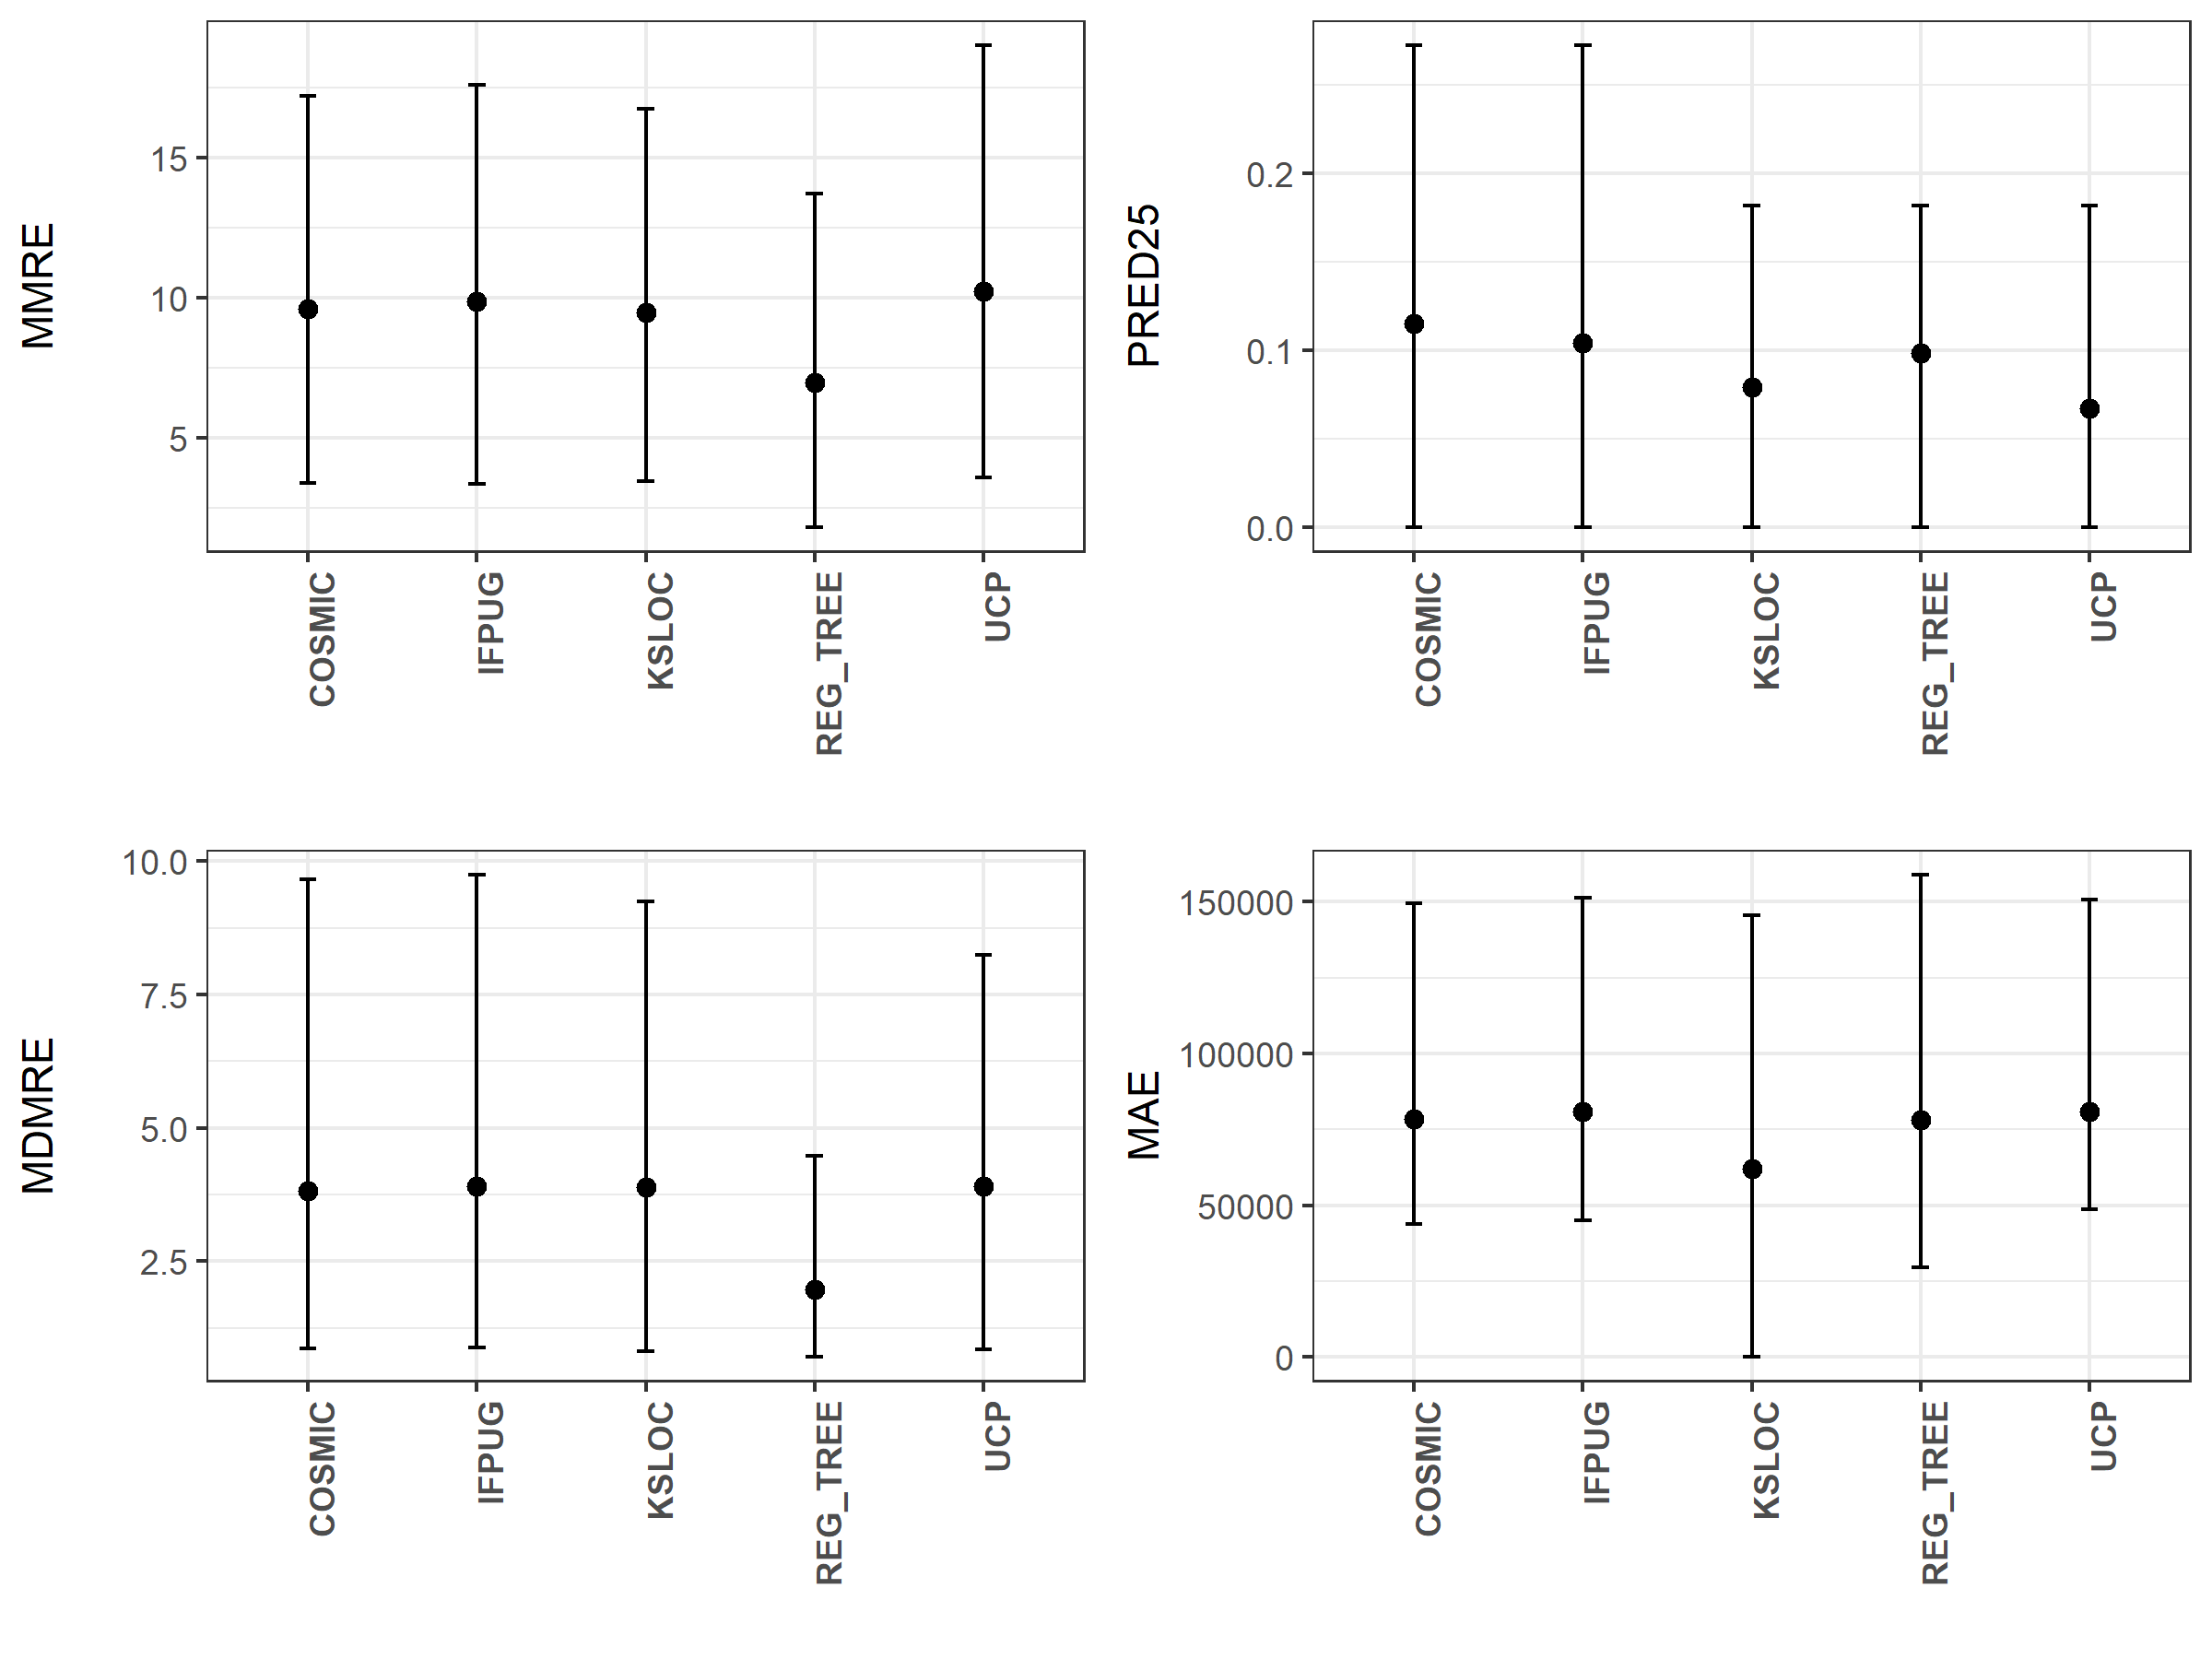 MMRE
15
10
5
COSMIC
IFPUG
KSLOC
REG_TREE
UCP
PRED25
0.2
0.1
0.0
COSMIC
IFPUG
KSLOC
REG_TREE
UCP
MDMRE
10.0
7.5
5.0
2.5
COSMIC
IFPUG
KSLOC
REG_TREE
UCP
MAE
150000
100000
50000
0
COSMIC
IFPUG
KSLOC
REG_TREE
UCP